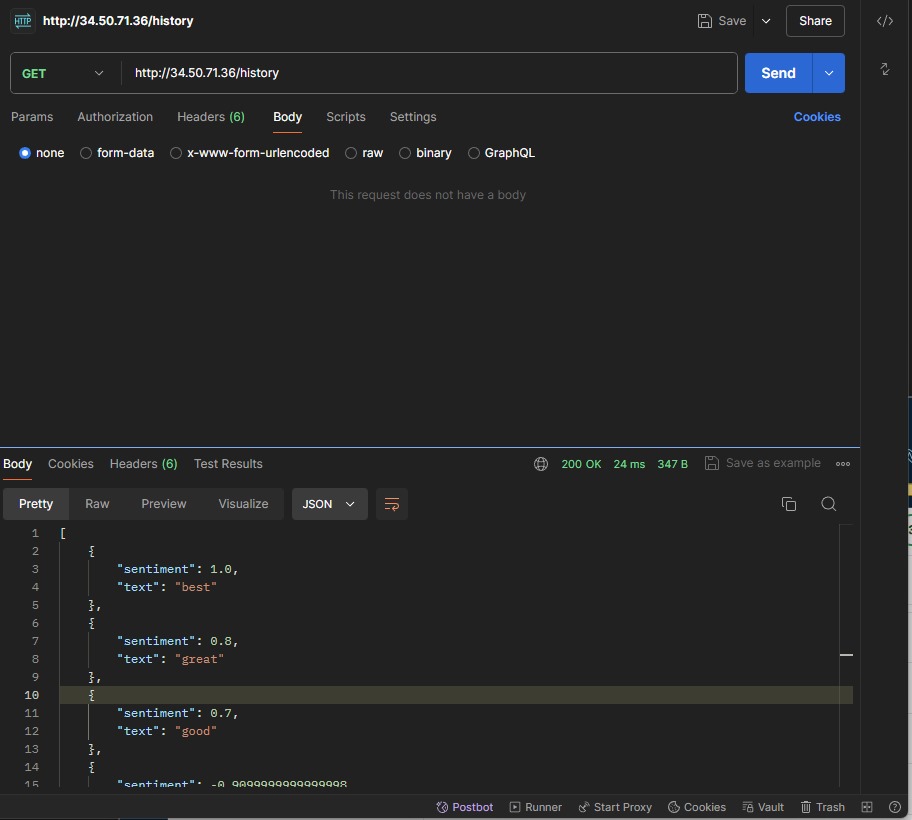 HTTP http://34.50.71.36/history Save Share
GET http://34.50.71.36/history Send
Params Authorization Headers (6) Body Scripts Settings Cookies
none form-data x-www-form-urlencoded raw binary GraphQL
This request does not have a body
Body Cookies Headers (6) Test Results 200 OK 24 ms 347 B Save as example
Pretty Raw Preview Visualize JSON
1 [
2 {
3 "sentiment": 1.0,
4 "text": "best"
5 },
6 {
7 "sentiment": 0.8,
8 "text": "great"
9 },
10 {
11 "sentiment": 0.7,
12 "text": "good"
13 },
14 {
15 "sentiment": -0.9099999999999998
Postbot Runner Start Proxy Cookies Vault Trash